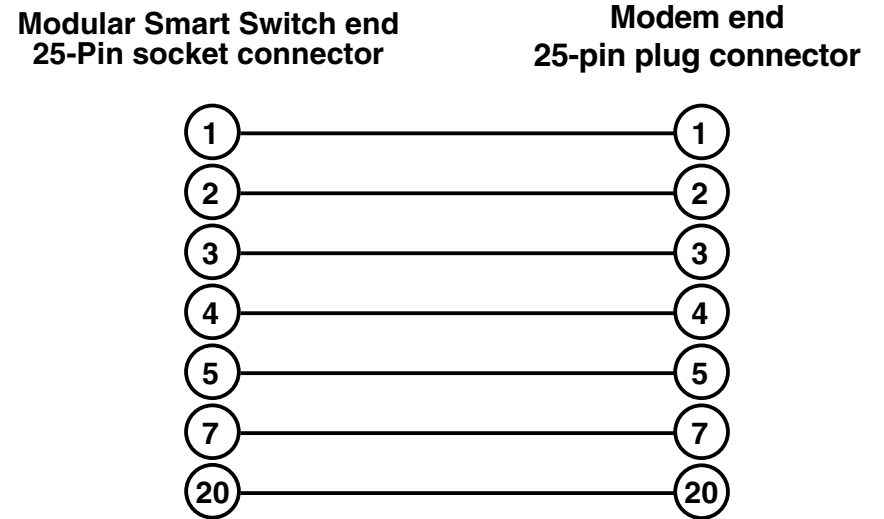 Modular Smart Switch end
25-Pin socket connector
Modem end
25-pin plug connector
1 1
2 2
3 3
4 4
5 5
7 7
20 20